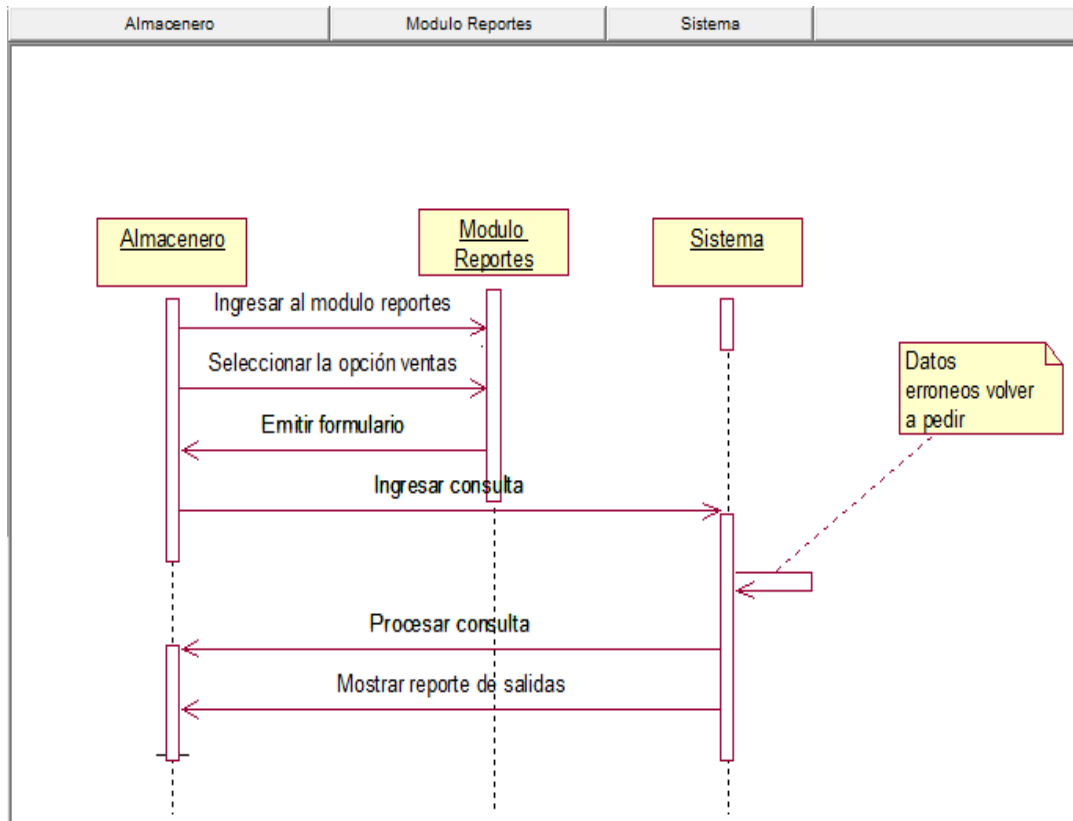 Almacenero
Modulo Reportes
Sistema
Almacenero
Modulo
Reportes
Sistema
Ingresar al modulo reportes
Seleccionar la opción ventas
Datos
erroneos volver
a pedir
Emitir formulario
Ingresar consulta
Procesar consulta
Mostrar reporte de salidas